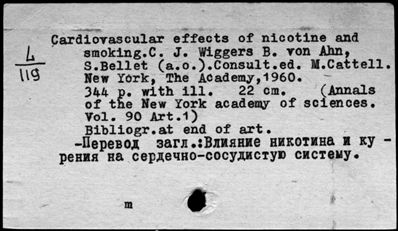 Cardiovascular effects of nicotine and
smoking.C. J. Wiggers B. von Ahn,
S.Bellet (a.o.).Consult.ed. M.Cattell.
New York, The Academy,1960.
344 p. with ill. 22 cm. (Annals
of the New York academy of sciences.
Vol. 90 Art.1)
Bibliogr.at end of art.
-Перевод загл.:Влияние никотина и ку -
рения на сердечно-сосудистую систему.
L
119
m